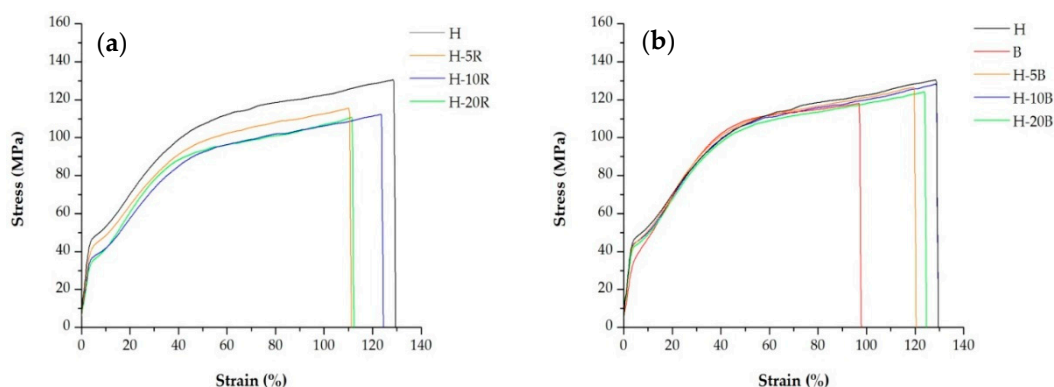 (a)
Stress (MPa)
160
140
120
100
80
60
40
20
0
0 20 40 60 80 100 120 140
Strain (%)
H
H-5R
H-10R
H-20R
(b)
Stress (MPa)
160
140
120
100
80
60
40
20
0
0 20 40 60 80 100 120 140
Strain (%)
H
B
H-5B
H-10B
H-20B